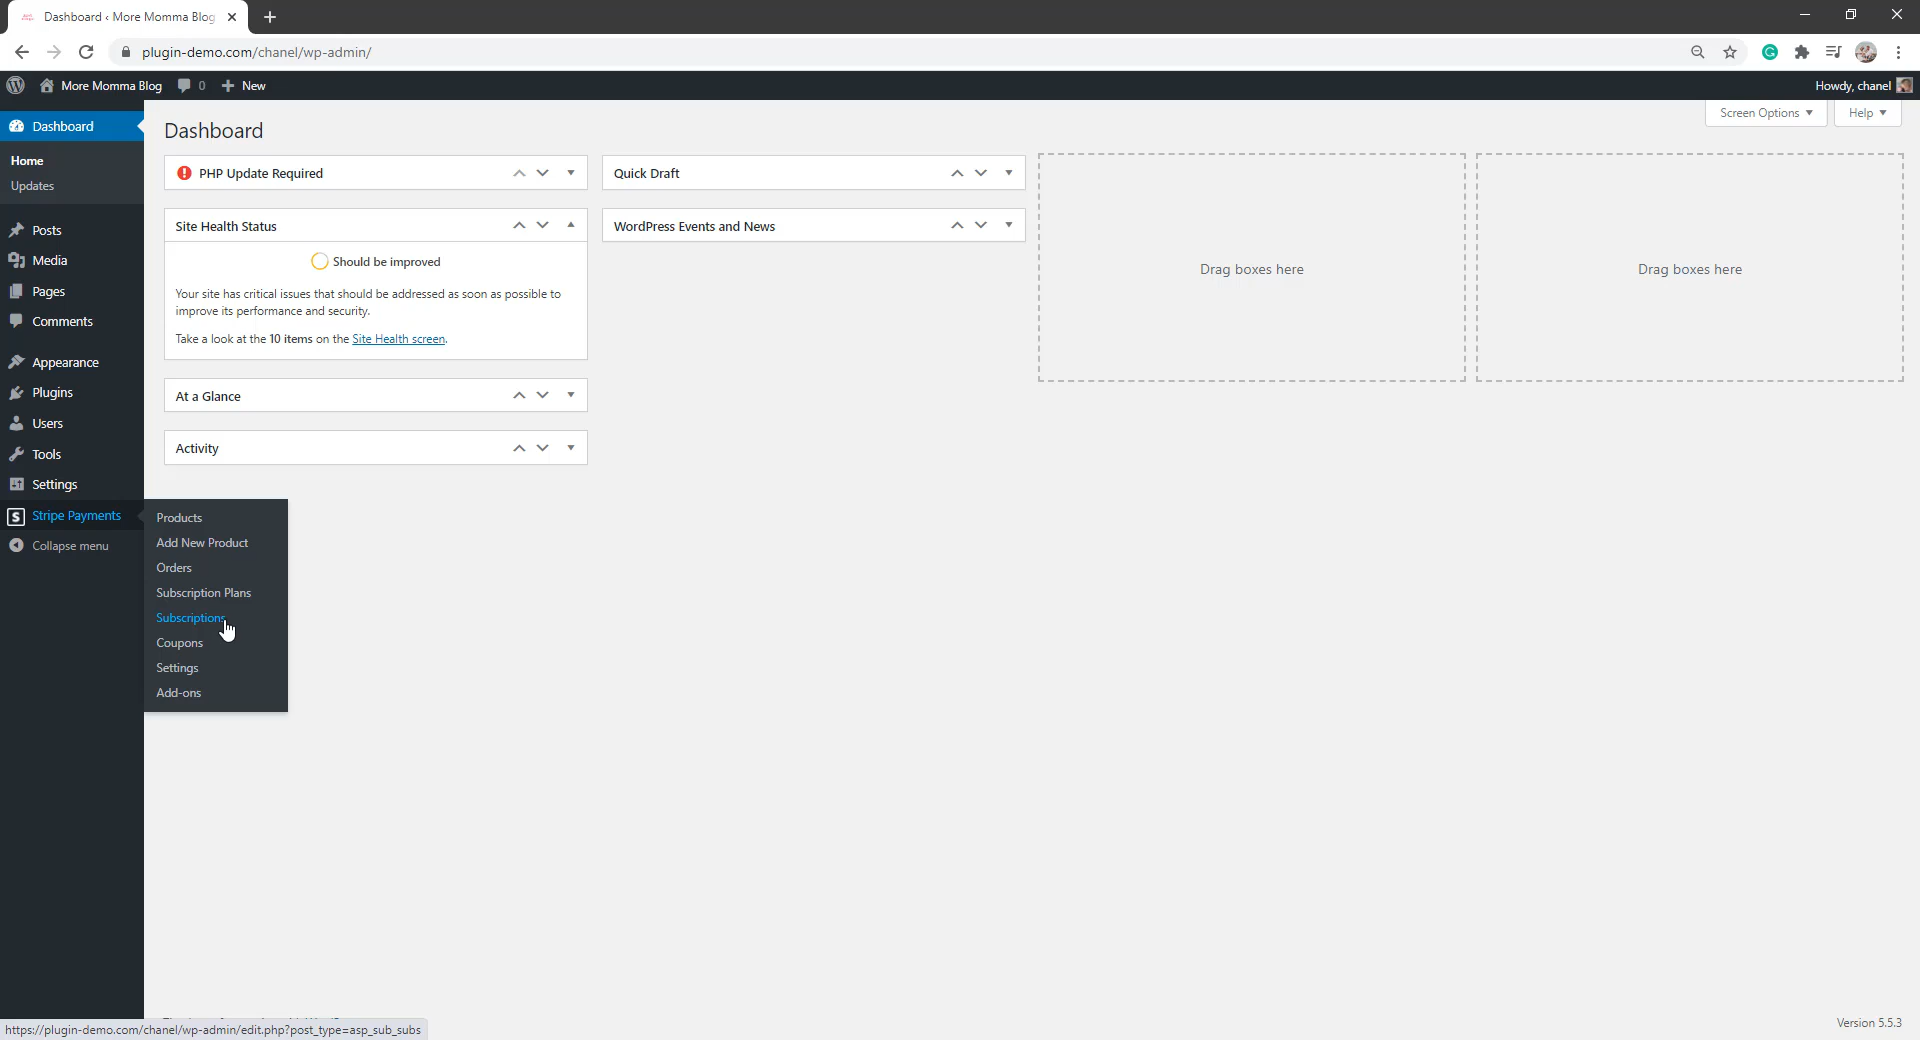 Dashboard ‹ More Momma Blog
plugin-demo.com/chanel/wp-admin/
More Momma Blog 0 New
Howdy, chanel
Dashboard
Home
Updates
Posts
Media
Pages
Comments
Appearance
Plugins
Users
Tools
Settings
Stripe Payments
Collapse menu
Products
Add New Product
Orders
Subscription Plans
Subscriptions
Coupons
Settings
Add-ons
Screen Options
Help
Dashboard
PHP Update Required
Site Health Status
Should be improved
Your site has critical issues that should be addressed as soon as possible to
improve its performance and security.
Take a look at the 10 items on the Site Health screen.
At a Glance
Activity
Quick Draft
WordPress Events and News
Drag boxes here
Drag boxes here
https://plugin-demo.com/chanel/wp-admin/edit.php?post_type=asp_sub_subs
Version 5.5.3